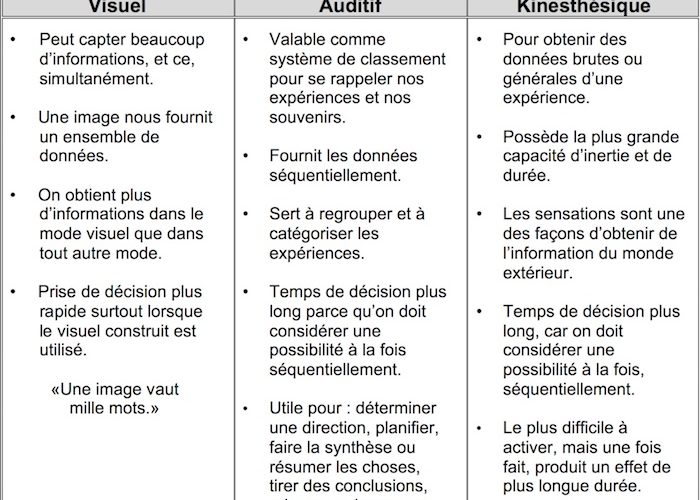 Visuel
• Peut capter beaucoup
d’informations, et ce,
simultanément.
• Une image nous fournit
un ensemble de
données.
• On obtient plus
d’informations dans le
mode visuel que dans
tout autre mode.
• Prise de décision plus
rapide surtout lorsque
le visuel construit est
utilisé.
«Une image vaut
mille mots.»
Auditif
• Valable comme
système de classement
pour se rappeler nos
expériences et nos
souvenirs.
• Fournit les données
séquentiellement.
• Sert à regrouper et à
catégoriser les
expériences.
• Temps de décision plus
long parce qu’on doit
considérer une
possibilité à la fois
séquentiellement.
• Utile pour : déterminer
une direction, planifier,
faire la synthèse ou
résumer les choses,
tirer des conclusions,
Kinesthésique
• Pour obtenir des
données brutes ou
générales d’une
expérience.
• Possède la plus grande
capacité d’inertie et de
durée.
• Les sensations sont une
des façons d’obtenir de
l’information du monde
extérieur.
• Temps de décision plus
long, car on doit
considérer une
possibilité à la fois,
séquentiellement.
• Le plus difficile à
activer, mais une fois
fait, produit un effet de
plus longue durée.